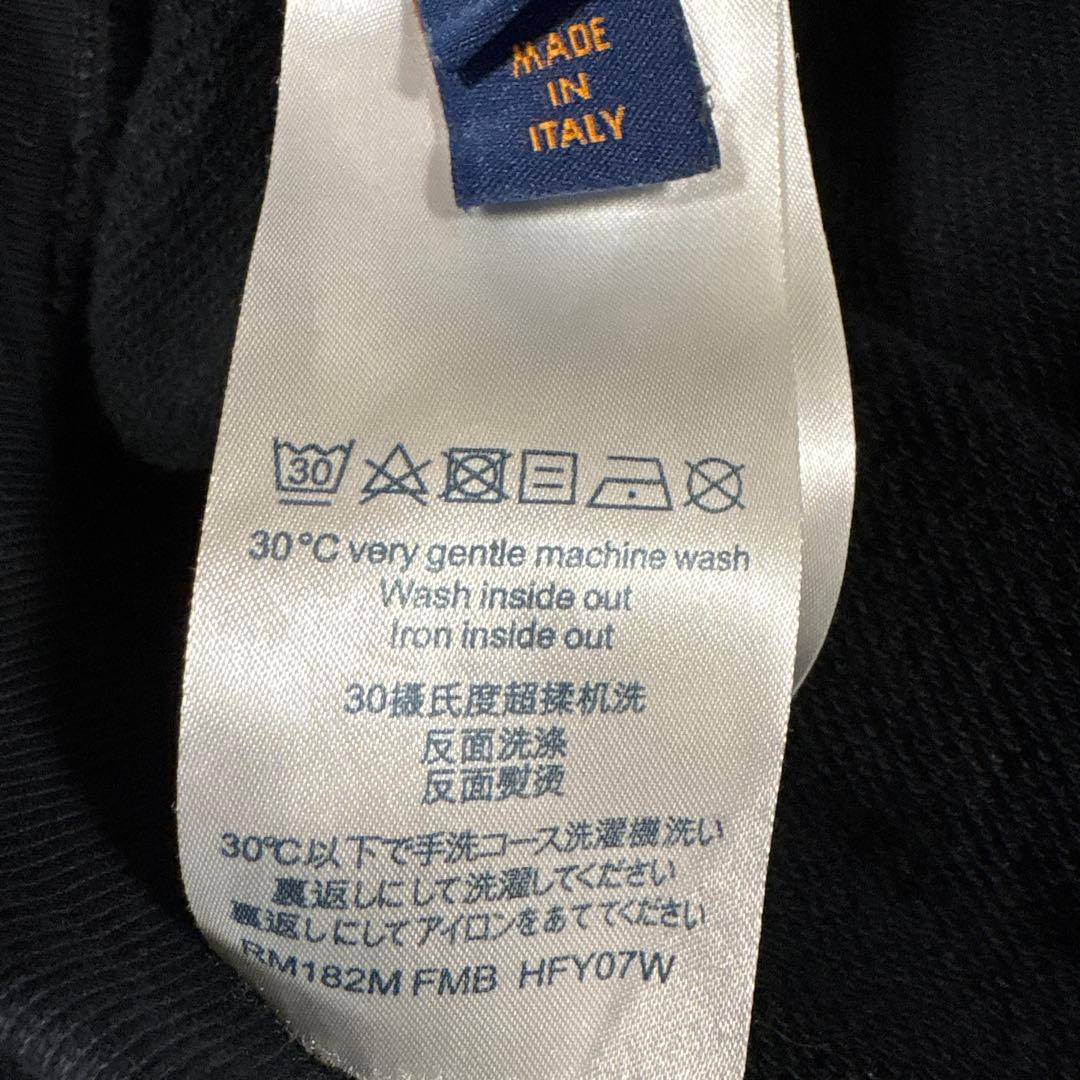 MADE
IN
ITALY
30
30°C very gentle machine wash
Wash inside out
Iron inside out
30摄氏度超揉机洗
反面洗涤
反面熨烫
30℃以下で手洗コース洗濯機洗い
裏返しにして洗濯してください
裏返しにしてアイロンをあててください
RM182M FMB HFY07W